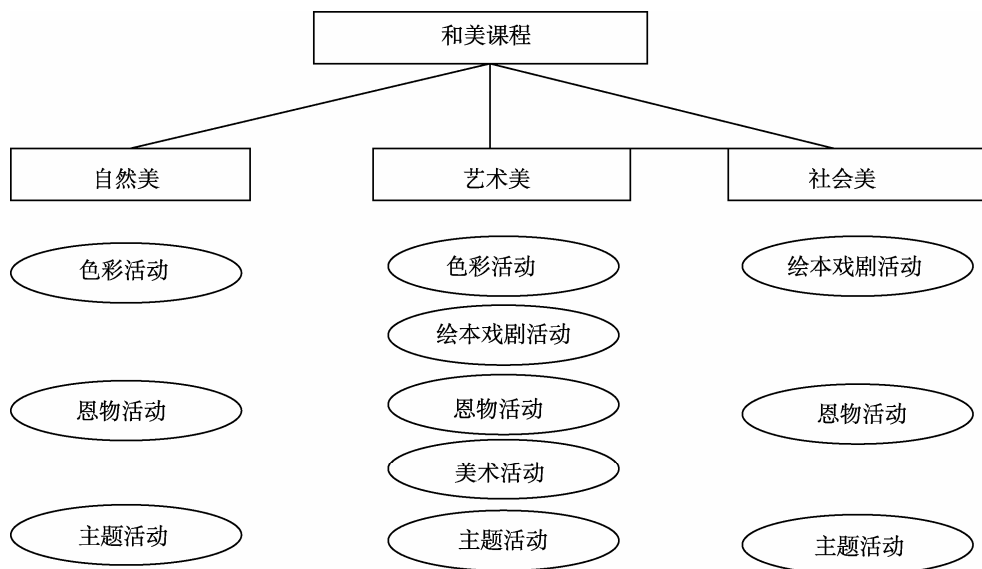 和美课程
自然美
艺术美
社会美
色彩活动
色彩活动
绘本戏剧活动
绘本戏剧活动
恩物活动
恩物活动
恩物活动
美术活动
主题活动
主题活动
主题活动